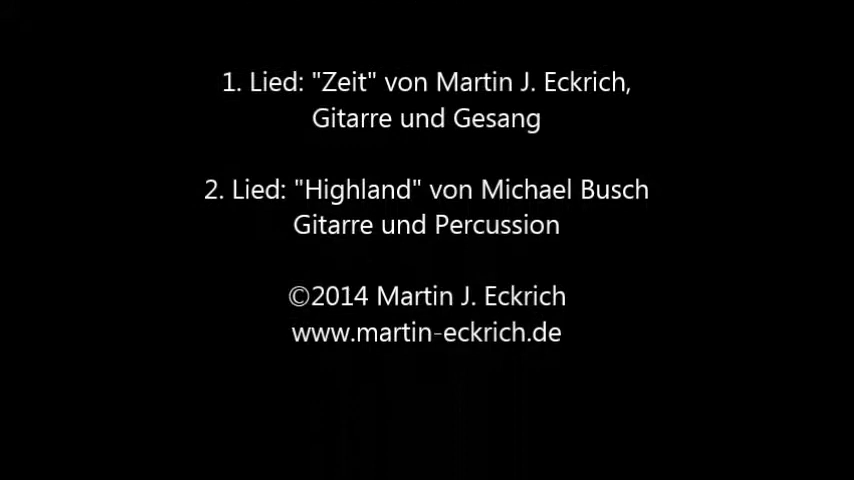 1. Lied: "Zeit" von Martin J. Eckrich,
Gitarre und Gesang
2. Lied: "Highland" von Michael Busch
Gitarre und Percussion
©2014 Martin J. Eckrich
www.martin-eckrich.de